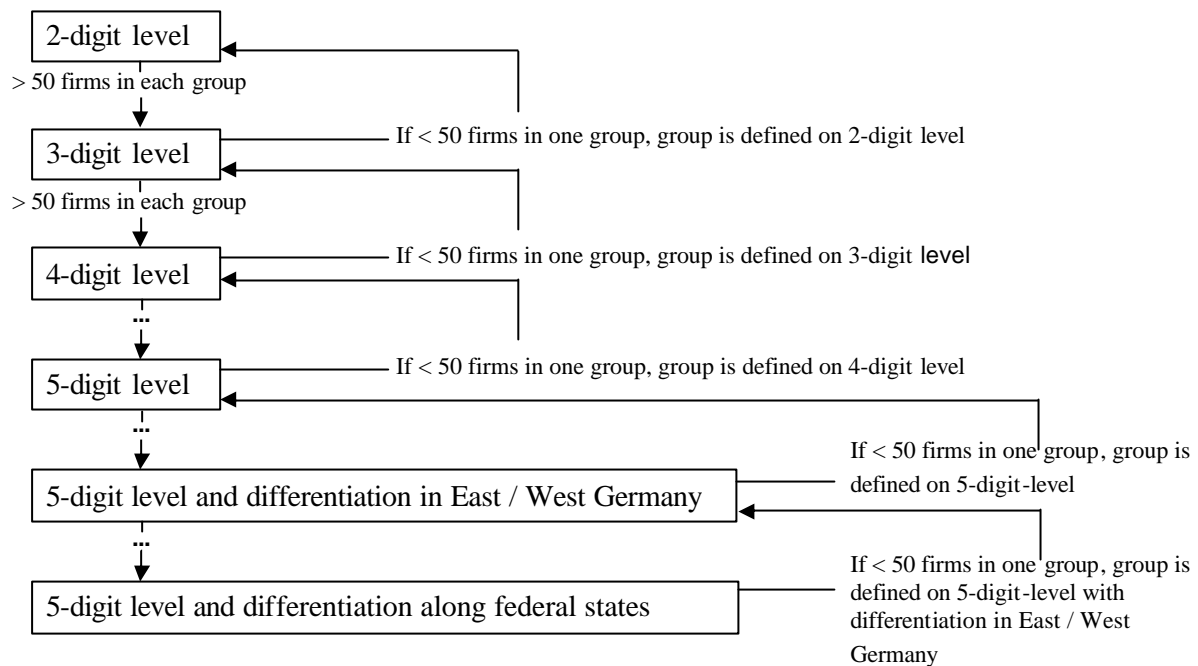 2-digit level
> 50 firms in each group
If < 50 firms in one group, group is defined on 2-digit level
3-digit level
> 50 firms in each group
If < 50 firms in one group, group is defined on 3-digit level
4-digit level
...
If < 50 firms in one group, group is defined on 4-digit level
5-digit level
...
If < 50 firms in one group, group is
defined on 5-digit-level
5-digit level and differentiation in East / West Germany
...
If < 50 firms in one group, group is
defined on 5-digit-level with
differentiation in East / West
Germany
5-digit level and differentiation along federal states